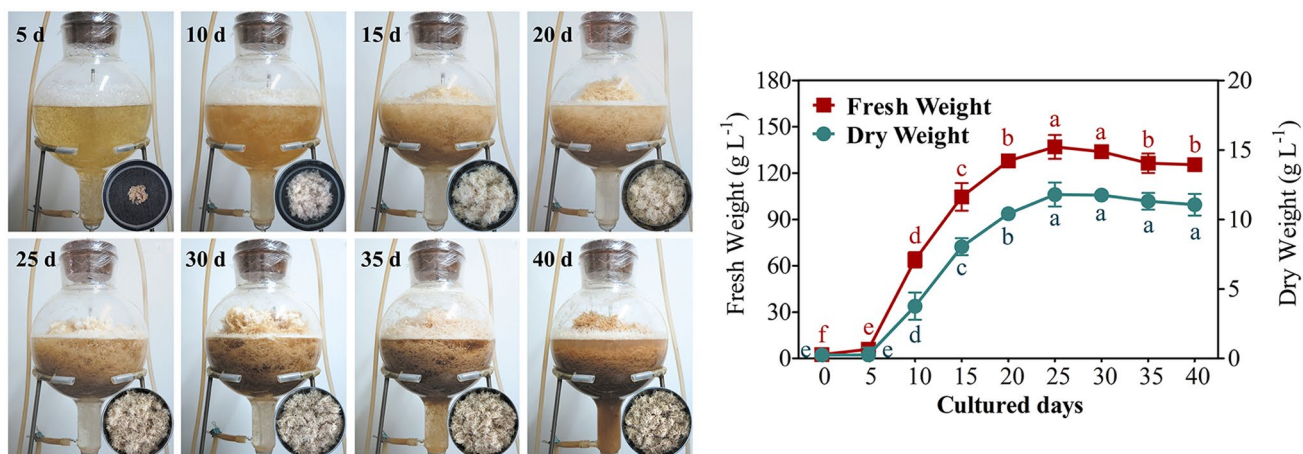 5 d
10 d
15 d
20 d
25 d
30 d
35 d
40 d
Fresh Weight (g L⁻¹)
180
150
120
90
60
30
0
Fresh Weight
Dry Weight
f
e
d
c
b
a
a
b
b
e
e
d
c
b
a
a
a
a
20
15
10
5
0
Dry Weight (g L⁻¹)
0 5 10 15 20 25 30 35 40
Cultured days